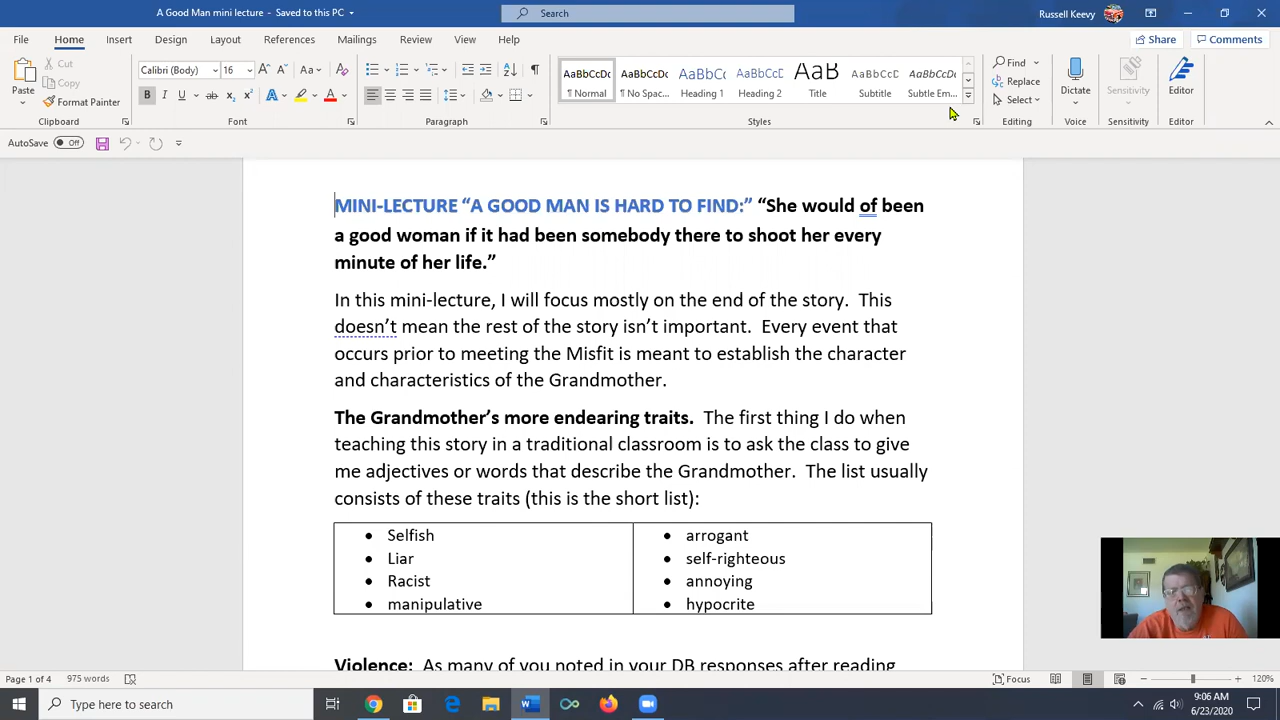 A Good Man mini lecture - Saved to this PC
Search
Russell Keevy
File Home Insert Design Layout References Mailings Review View Help
Share Comments
Paste
Cut
Copy
Format Painter
Clipboard
Calibri (Body) 16
Aa
B I U ab x₂ x² A A
Font
Paragraph
AaBbCcDc AaBbCcDc AaBbC AaBbCcC AaB AaBbCcD AaBbCcDc
¶ Normal ¶ No Spac... Heading 1 Heading 2 Title Subtitle Subtle Em...
Styles
Find
Replace
Select
Editing
Dictate
Voice
Sensitivity
Sensitivity
Editor
Editor
AutoSave Off
MINI-LECTURE “A GOOD MAN IS HARD TO FIND:” “She would of been
a good woman if it had been somebody there to shoot her every
minute of her life.”
In this mini-lecture, I will focus mostly on the end of the story. This
doesn’t mean the rest of the story isn’t important. Every event that
occurs prior to meeting the Misfit is meant to establish the character
and characteristics of the Grandmother.
The Grandmother’s more endearing traits. The first thing I do when
teaching this story in a traditional classroom is to ask the class to give
me adjectives or words that describe the Grandmother. The list usually
consists of these traits (this is the short list):
• Selfish
• Liar
• Racist
• manipulative
• arrogant
• self-righteous
• annoying
• hypocrite
Violence: As many of you noted in your DB responses after reading
Page 1 of 4 975 words
Focus
120%
Type here to search
9:06 AM
6/23/2020